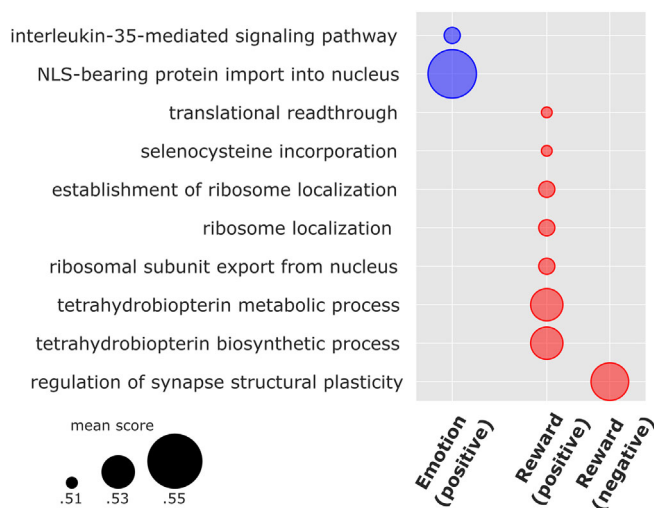 interleukin-35-mediated signaling pathway
NLS-bearing protein import into nucleus
translational readthrough
selenocysteine incorporation
establishment of ribosome localization
ribosome localization
ribosomal subunit export from nucleus
tetrahydrobiopterin metabolic process
tetrahydrobiopterin biosynthetic process
regulation of synapse structural plasticity
mean score
.51 .53 .55
Emotion
(positive)
Reward
(positive)
Reward
(negative)